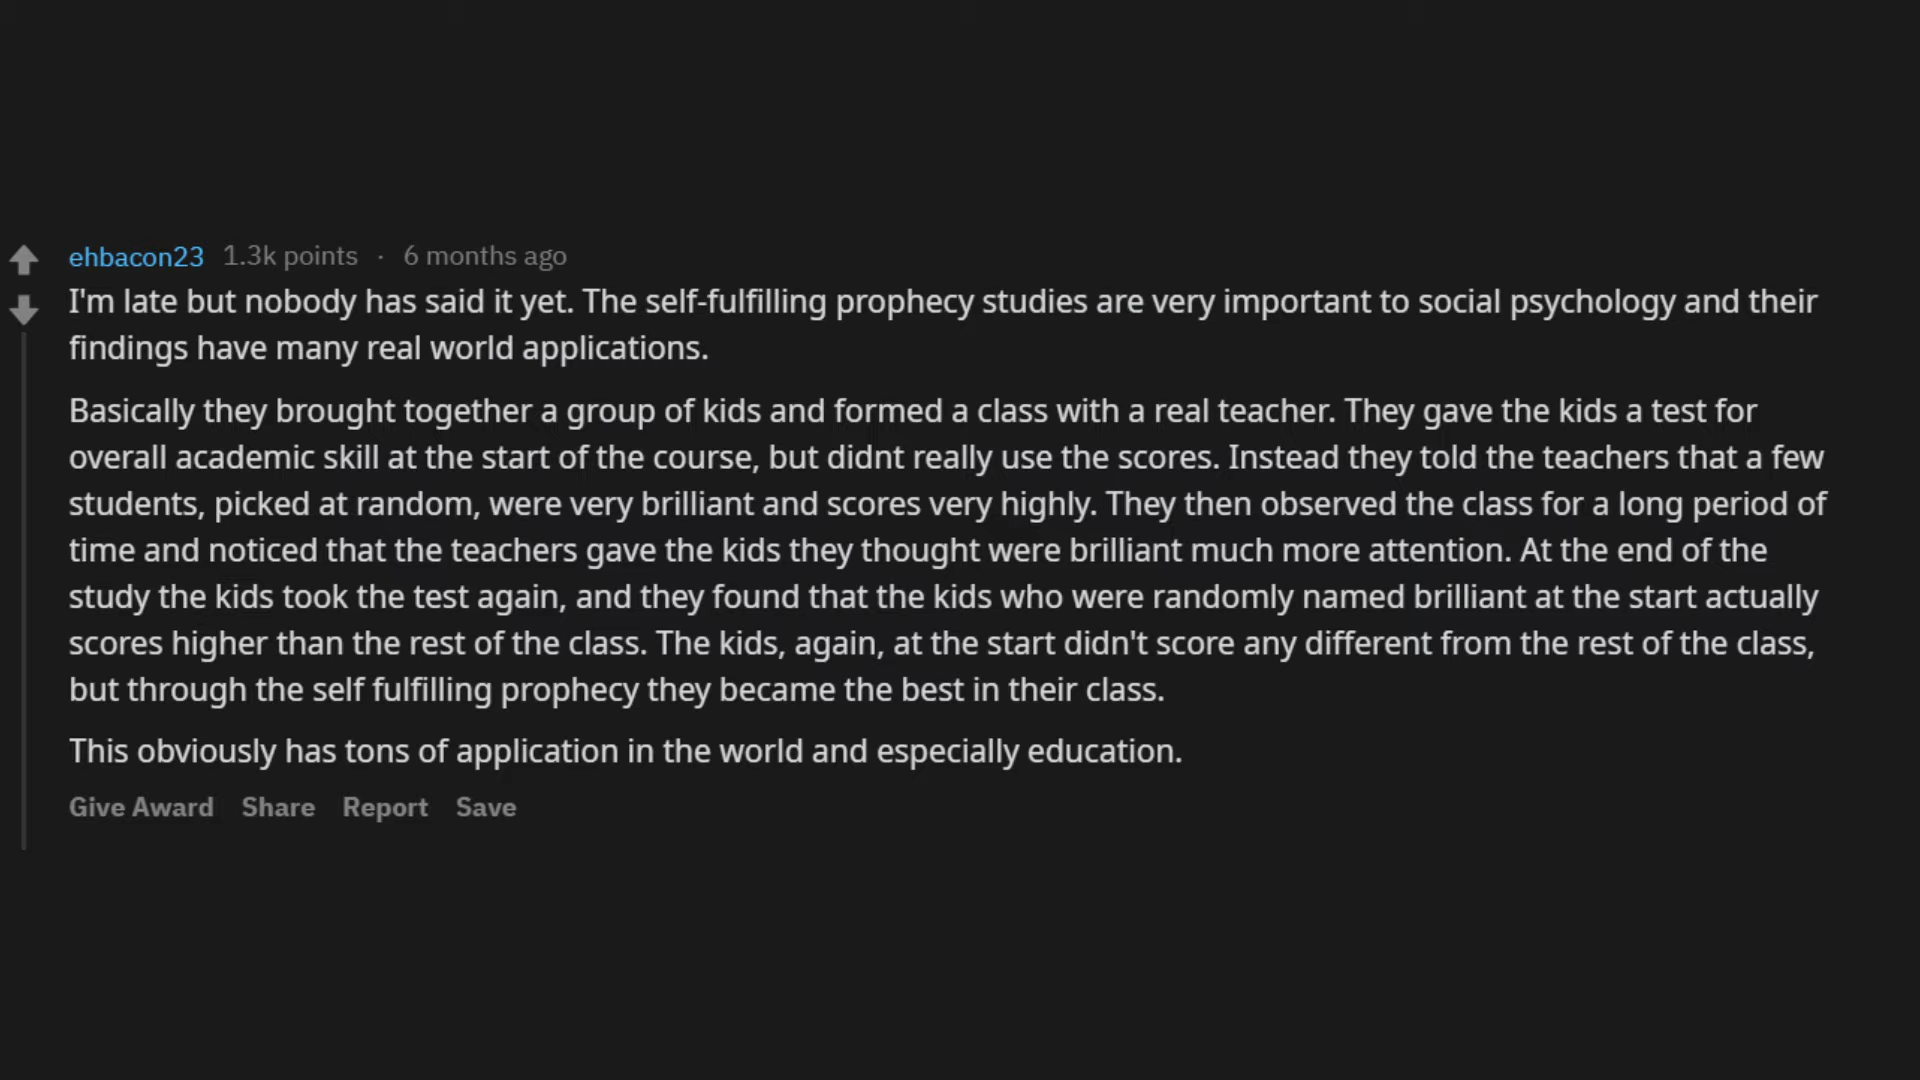 ehbacon23 1.3k points · 6 months ago
I'm late but nobody has said it yet. The self-fulfilling prophecy studies are very important to social psychology and their
findings have many real world applications.
Basically they brought together a group of kids and formed a class with a real teacher. They gave the kids a test for
overall academic skill at the start of the course, but didnt really use the scores. Instead they told the teachers that a few
students, picked at random, were very brilliant and scores very highly. They then observed the class for a long period of
time and noticed that the teachers gave the kids they thought were brilliant much more attention. At the end of the
study the kids took the test again, and they found that the kids who were randomly named brilliant at the start actually
scores higher than the rest of the class. The kids, again, at the start didn't score any different from the rest of the class,
but through the self fulfilling prophecy they became the best in their class.
This obviously has tons of application in the world and especially education.
Give Award Share Report Save